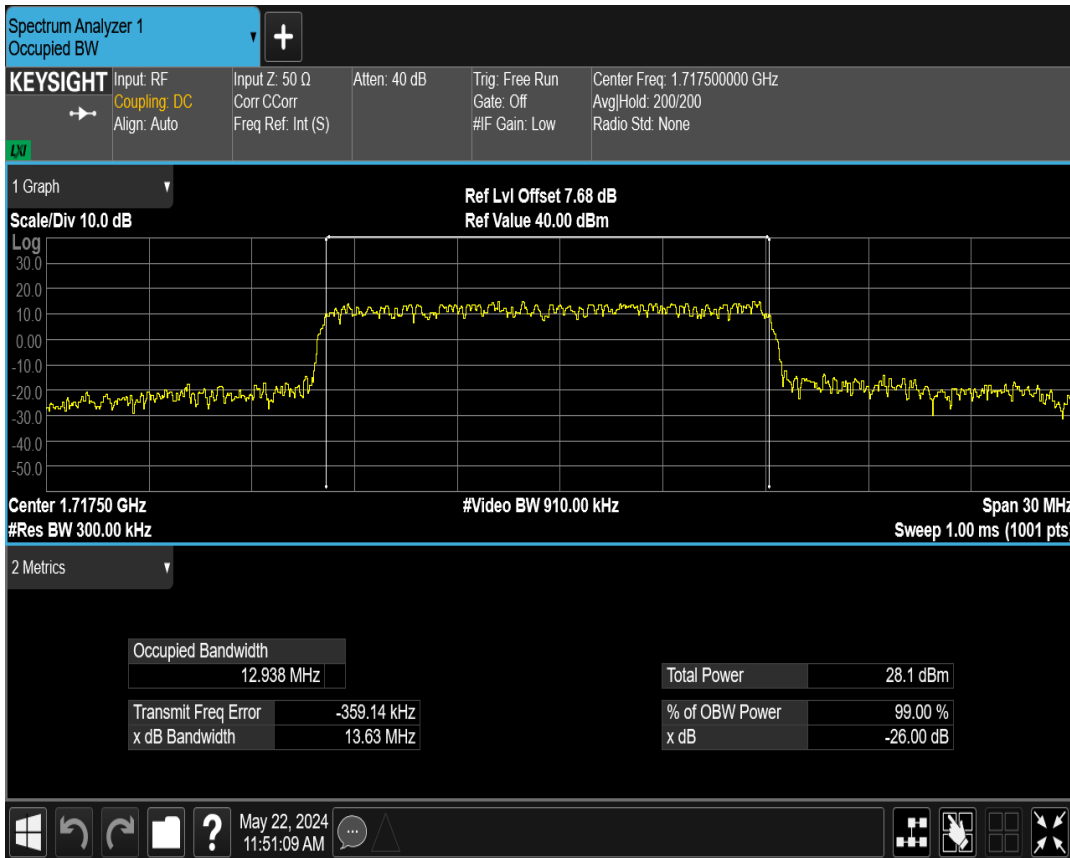 Spectrum Analyzer 1
Occupied BW
+
KEYSIGHT
LXI
Input: RF
Coupling: DC
Align: Auto
Input Z: 50 Ω
Corr CCorr
Freq Ref: Int (S)
Atten: 40 dB
Trig: Free Run
Gate: Off
#IF Gain: Low
Center Freq: 1.717500000 GHz
Avg|Hold: 200/200
Radio Std: None
1 Graph
Scale/Div 10.0 dB
Ref Lvl Offset 7.68 dB
Ref Value 40.00 dBm
Log
30.0
20.0
10.0
0.00
-10.0
-20.0
-30.0
-40.0
-50.0
Center 1.71750 GHz
#Video BW 910.00 kHz
Span 30 MHz
#Res BW 300.00 kHz
Sweep 1.00 ms (1001 pts)
2 Metrics
Occupied Bandwidth
12.938 MHz
Total Power 28.1 dBm
Transmit Freq Error -359.14 kHz
% of OBW Power 99.00 %
x dB Bandwidth 13.63 MHz
x dB -26.00 dB
?
May 22, 2024
11:51:09 AM